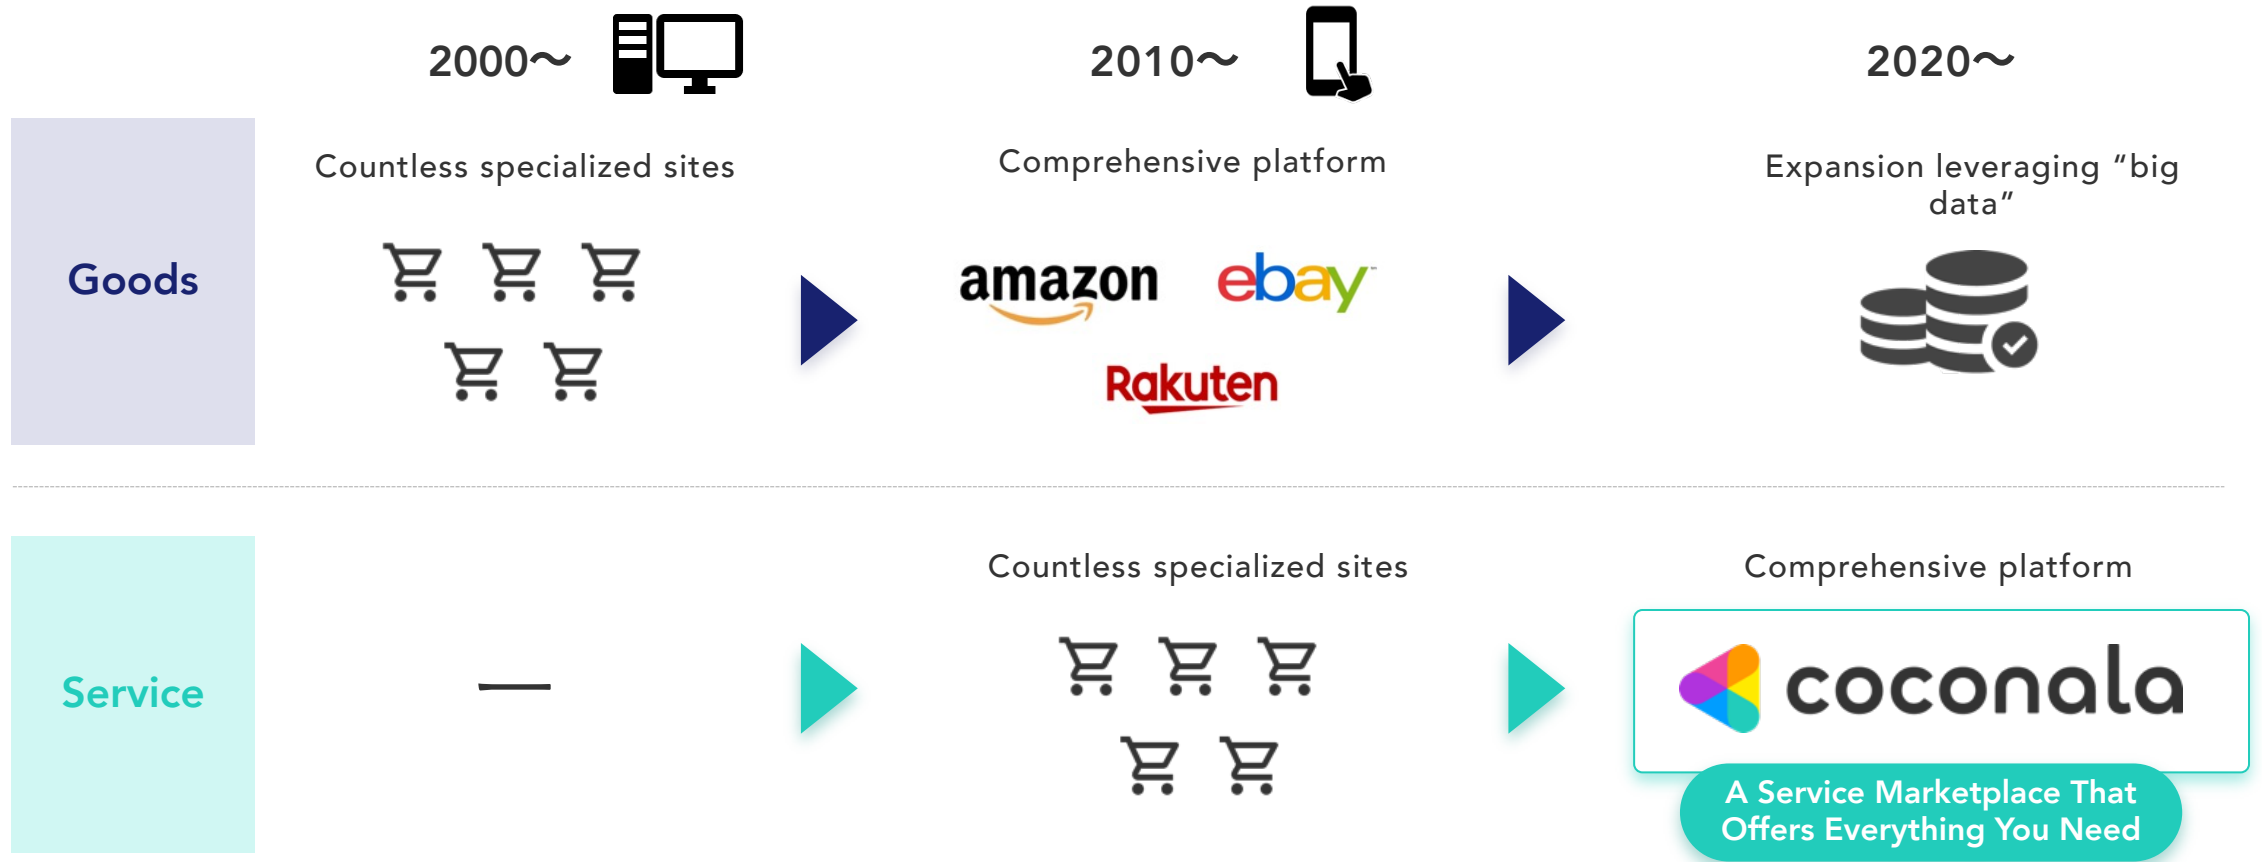 2000〜
2010〜
2020〜
Goods
Countless specialized sites
Comprehensive platform
amazon
ebay
Rakuten
Expansion leveraging “big
data”
Service
—
Countless specialized sites
Comprehensive platform
coconala
A Service Marketplace That
Offers Everything You Need